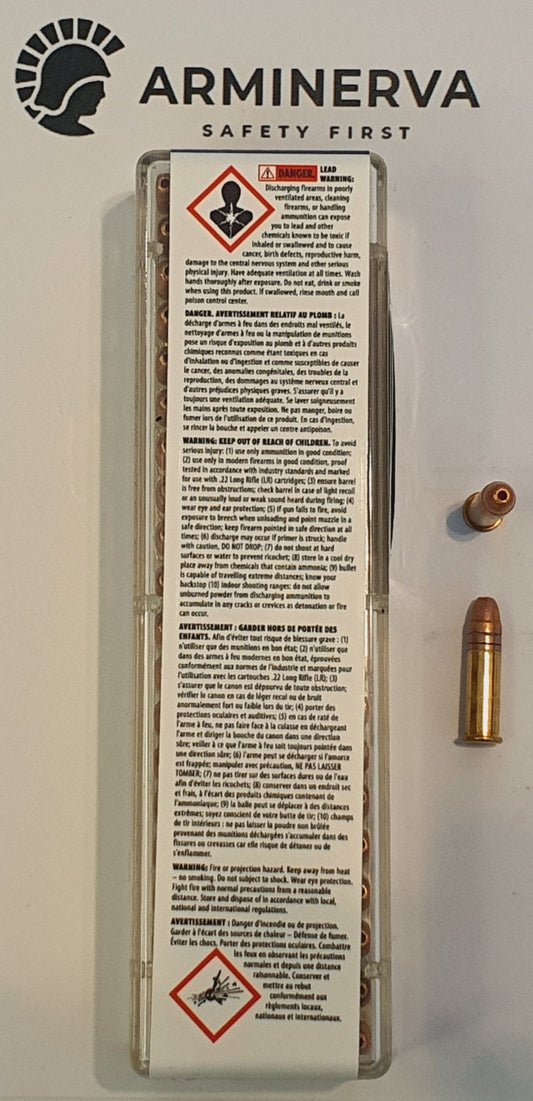 ARMINERVA
SAFETY FIRST
DANGER. LEAD
WARNING:
Discharging firearms in poorly
ventilated areas, cleaning
firearms, or handling
ammunition can expose
you to lead and other
chemicals known to be toxic if
inhaled or swallowed and to cause
cancer, birth defects, reproductive harm,
damage to the central nervous system and other serious
physical injury. Have adequate ventilation at all times. Wash
hands thoroughly after exposure. Do not eat, drink or smoke
when using this product. If swallowed, rinse mouth and call
poison control center.
DANGER. AVERTISSEMENT RELATIF AU PLOMB : La
décharge d'armes à feu dans des endroits mal ventilés, le
nettoyage d'armes à feu ou la manipulation de munitions
pose un risque d'exposition au plomb et à d'autres produits
chimiques reconnus comme étant toxiques en cas
d'inhalation ou d'ingestion et comme susceptibles de causer
le cancer, des anomalies congénitales, des troubles de la
reproduction, des dommages au système nerveux central et
d'autres préjudices physiques graves. S'assurer qu'il y a
toujours une ventilation adéquate. Se laver soigneusement
les mains après toute exposition. Ne pas manger, boire ou
fumer lors de l'utilisation de ce produit. En cas d'ingestion,
se rincer la bouche et appeler un centre antipoison.
WARNING: KEEP OUT OF REACH OF CHILDREN. To avoid
serious injury: (1) use only ammunition in good condition;
(2) use only in modern firearms in good condition, proof
tested in accordance with industry standards and marked
for use with .22 Long Rifle (LR) cartridges; (3) ensure barrel
is free from obstructions; check barrel in case of light recoil
or an unusually loud or weak sound heard during firing; (4)
wear eye and ear protection; (5) if gun fails to fire, avoid
exposure to breech when unloading and point muzzle in a
safe direction; keep firearm pointed in safe direction at all
times; (6) discharge may occur if primer is struck; handle
with caution, DO NOT DROP; (7) do not shoot at hard
surfaces or water to prevent ricochet; (8) store in a cool dry
place away from chemicals that contain ammonia; (9) bullet
is capable of travelling extreme distances; know your
backstop (10) indoor shooting ranges: do not allow
unburned powder from discharging ammunition to
accumulate in any cracks or crevices as detonation or fire
can occur.
AVERTISSEMENT : GARDER HORS DE PORTÉE DES
ENFANTS. Afin d'éviter tout risque de blessure grave : (1)
n'utiliser que des munitions en bon état; (2) n'utiliser que
dans des armes à feu modernes en bon état, éprouvées
conformément aux normes de l'industrie et marquées pour
l'utilisation avec les cartouches .22 Long Rifle (LR); (3)
s'assurer que le canon est dépourvu de toute obstruction;
vérifier le canon en cas de léger recul ou de bruit
anormalement fort ou faible lors du tir; (4) porter des
protections oculaires et auditives; (5) en cas de raté de
l'arme à feu, ne pas faire face à la culasse en déchargeant
l'arme et diriger la bouche du canon dans une direction
sûre; veiller à ce que l'arme à feu soit toujours pointée dans
une direction sûre; (6) l'arme peut se décharger si l'amorce
est frappée; manipuler avec précaution, NE PAS LAISSER
TOMBER; (7) ne pas tirer sur des surfaces dures ou de l'eau
afin d'éviter les ricochets; (8) conserver dans un endroit sec
et frais, à l'écart des produits chimiques contenant de
l'ammoniaque; (9) la balle peut se déplacer à des distances
extrêmes; soyez conscient de votre butte de tir; (10) champs
de tir intérieurs : ne pas laisser la poudre non brûlée
provenant des munitions déchargées s'accumuler dans des
fissures ou crevasses car elle risque de détoner ou de
s'enflammer.
WARNING: Fire or projection hazard. Keep away from heat
– no smoking. Do not subject to shock. Wear eye protection.
Fight fire with normal precautions from a reasonable
distance. Store and dispose of in accordance with local,
national and international regulations.
AVERTISSEMENT : Danger d'incendie ou de projection.
Garder à l'écart des sources de chaleur – Défense de fumer.
Éviter les chocs. Porter des protections oculaires. Combattre
les feux en observant les précautions
normales et depuis une distance
raisonnable. Conserver et
mettre au rebut
conformément aux
règlements locaux,
nationaux et internationaux.